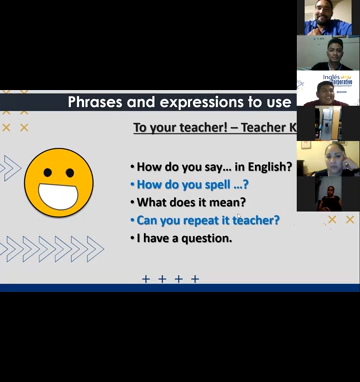 Phrases and expressions to use
To your teacher! – Teacher K
• How do you say... in English?
• How do you spell ...?
• What does it mean?
• Can you repeat it teacher?
• I have a question.
Inglés
Corporativo